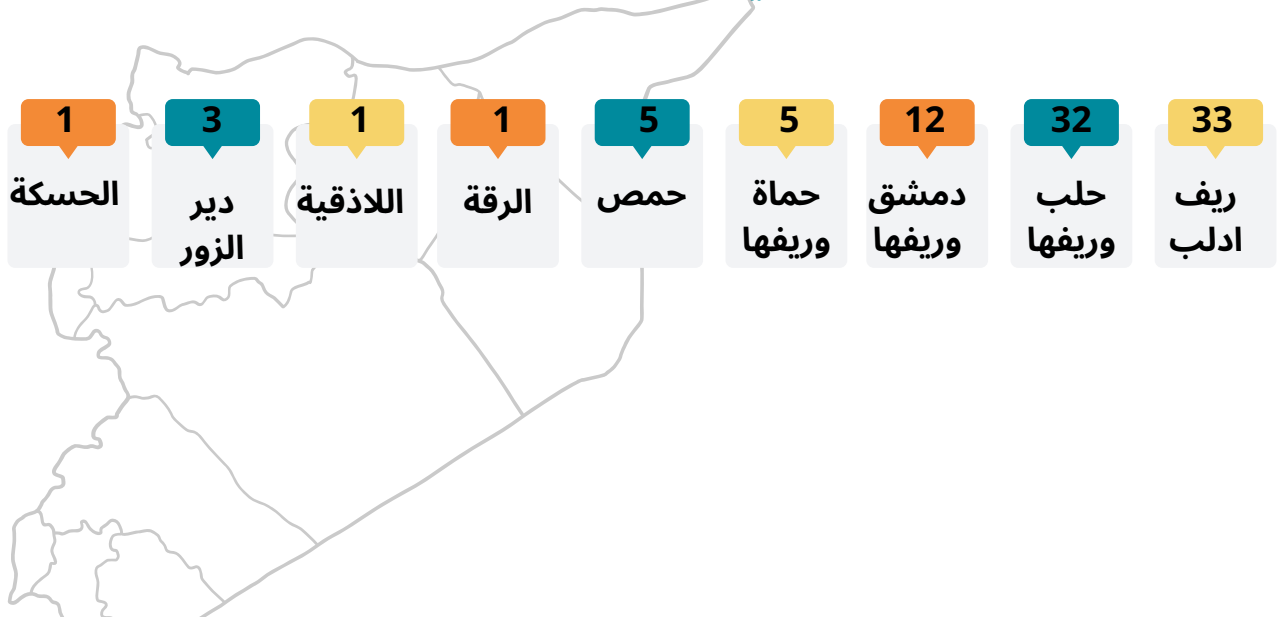 33
ريف
ادلب
32
حلب
وريفها
12
دمشق
وريفها
5
حماة
وريفها
5
حمص
1
الرقة
1
اللاذقية
3
دير
الزور
1
الحسكة